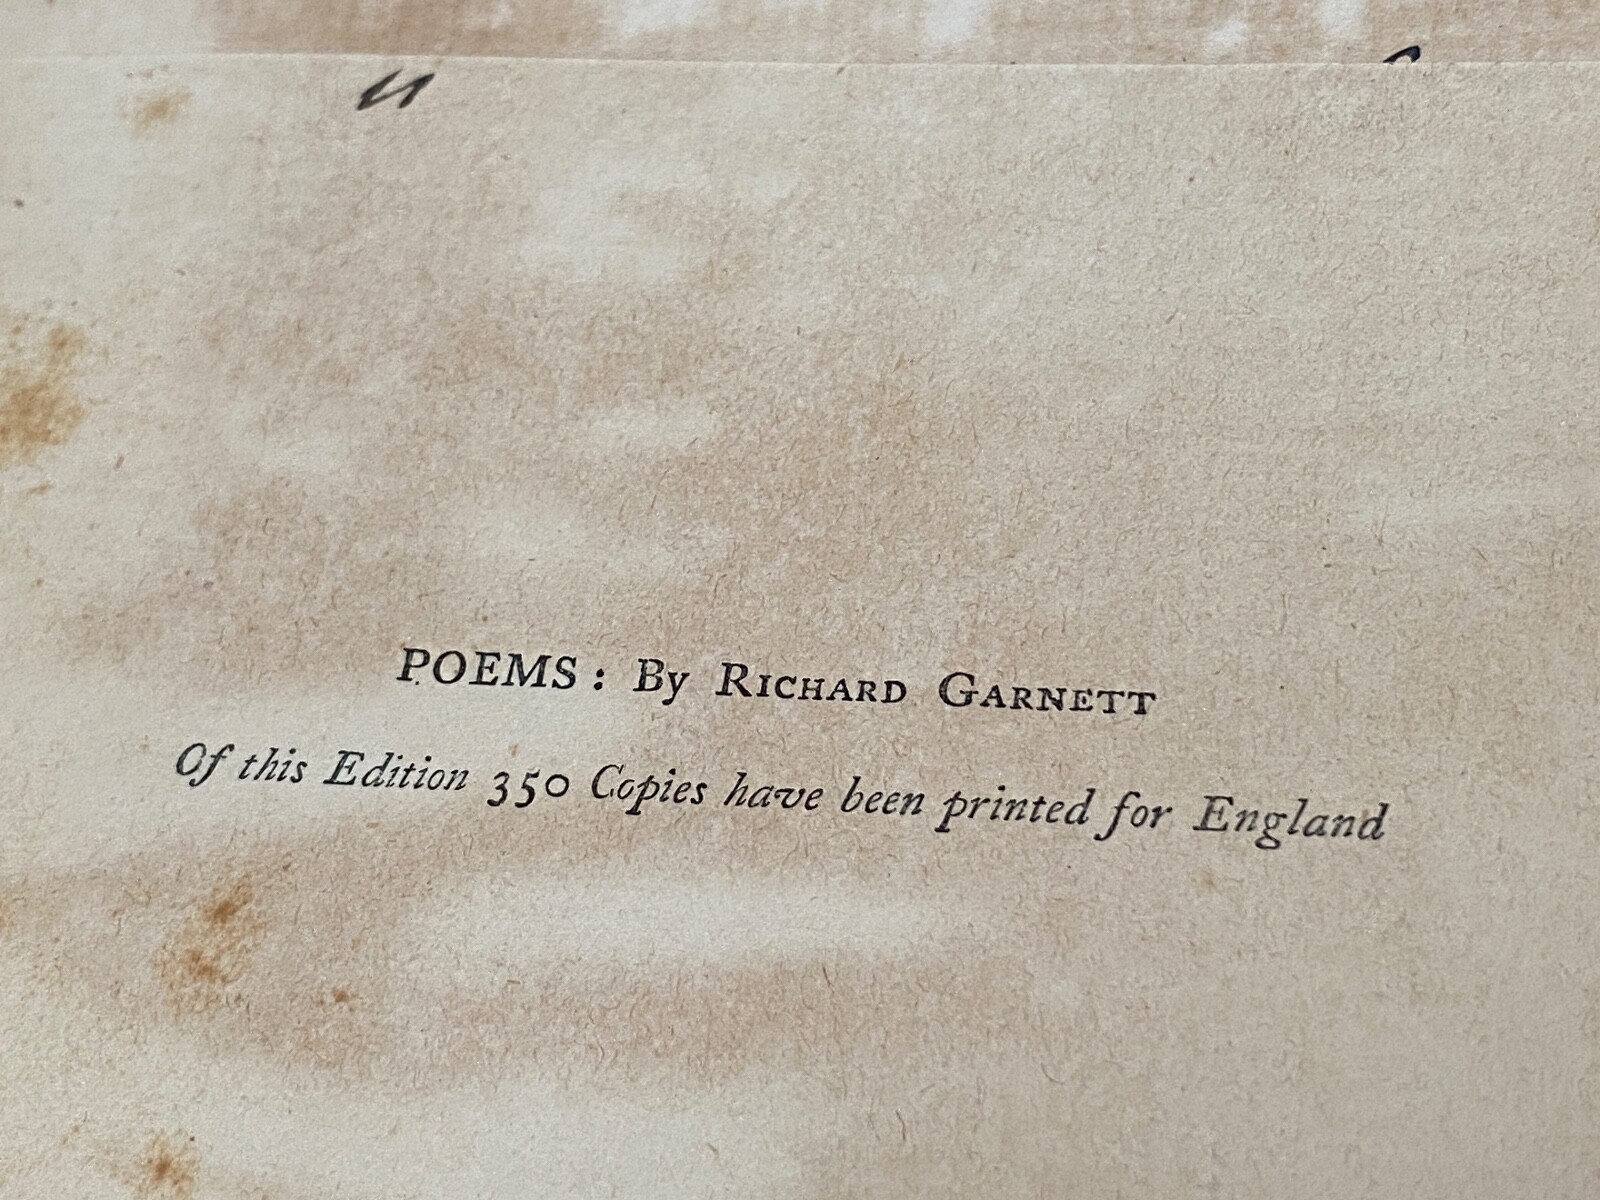 POEMS : By Richard Garnett
Of this Edition 350 Copies have been printed for England